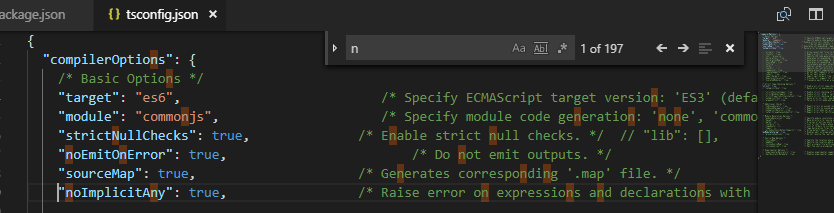 ackage.json {} tsconfig.json
n Aa Abl .* 1 of 197
{
"compilerOptions": {
/* Basic Options */
"target": "es6", /* Specify ECMAScript target version: 'ES3' (defa
"module": "commonjs", /* Specify module code generation: 'none', 'commo
"strictNullChecks": true, /* Enable strict null checks. */ // "lib": [],
"noEmitOnError": true, /* Do not emit outputs. */
"sourceMap": true, /* Generates corresponding '.map' file. */
"noImplicitAny": true, /* Raise error on expressions and declarations with